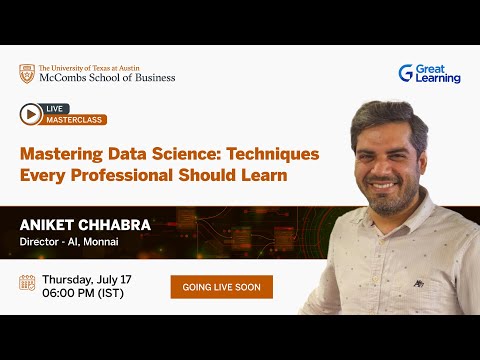 The University of Texas at Austin
McCombs School of Business
Great
Learning
LIVE
MASTERCLASS
Mastering Data Science: Techniques
Every Professional Should Learn
ANIKET CHHABRA
Director - AI, Monnai
Thursday, July 17
06:00 PM (IST)
GOING LIVE SOON